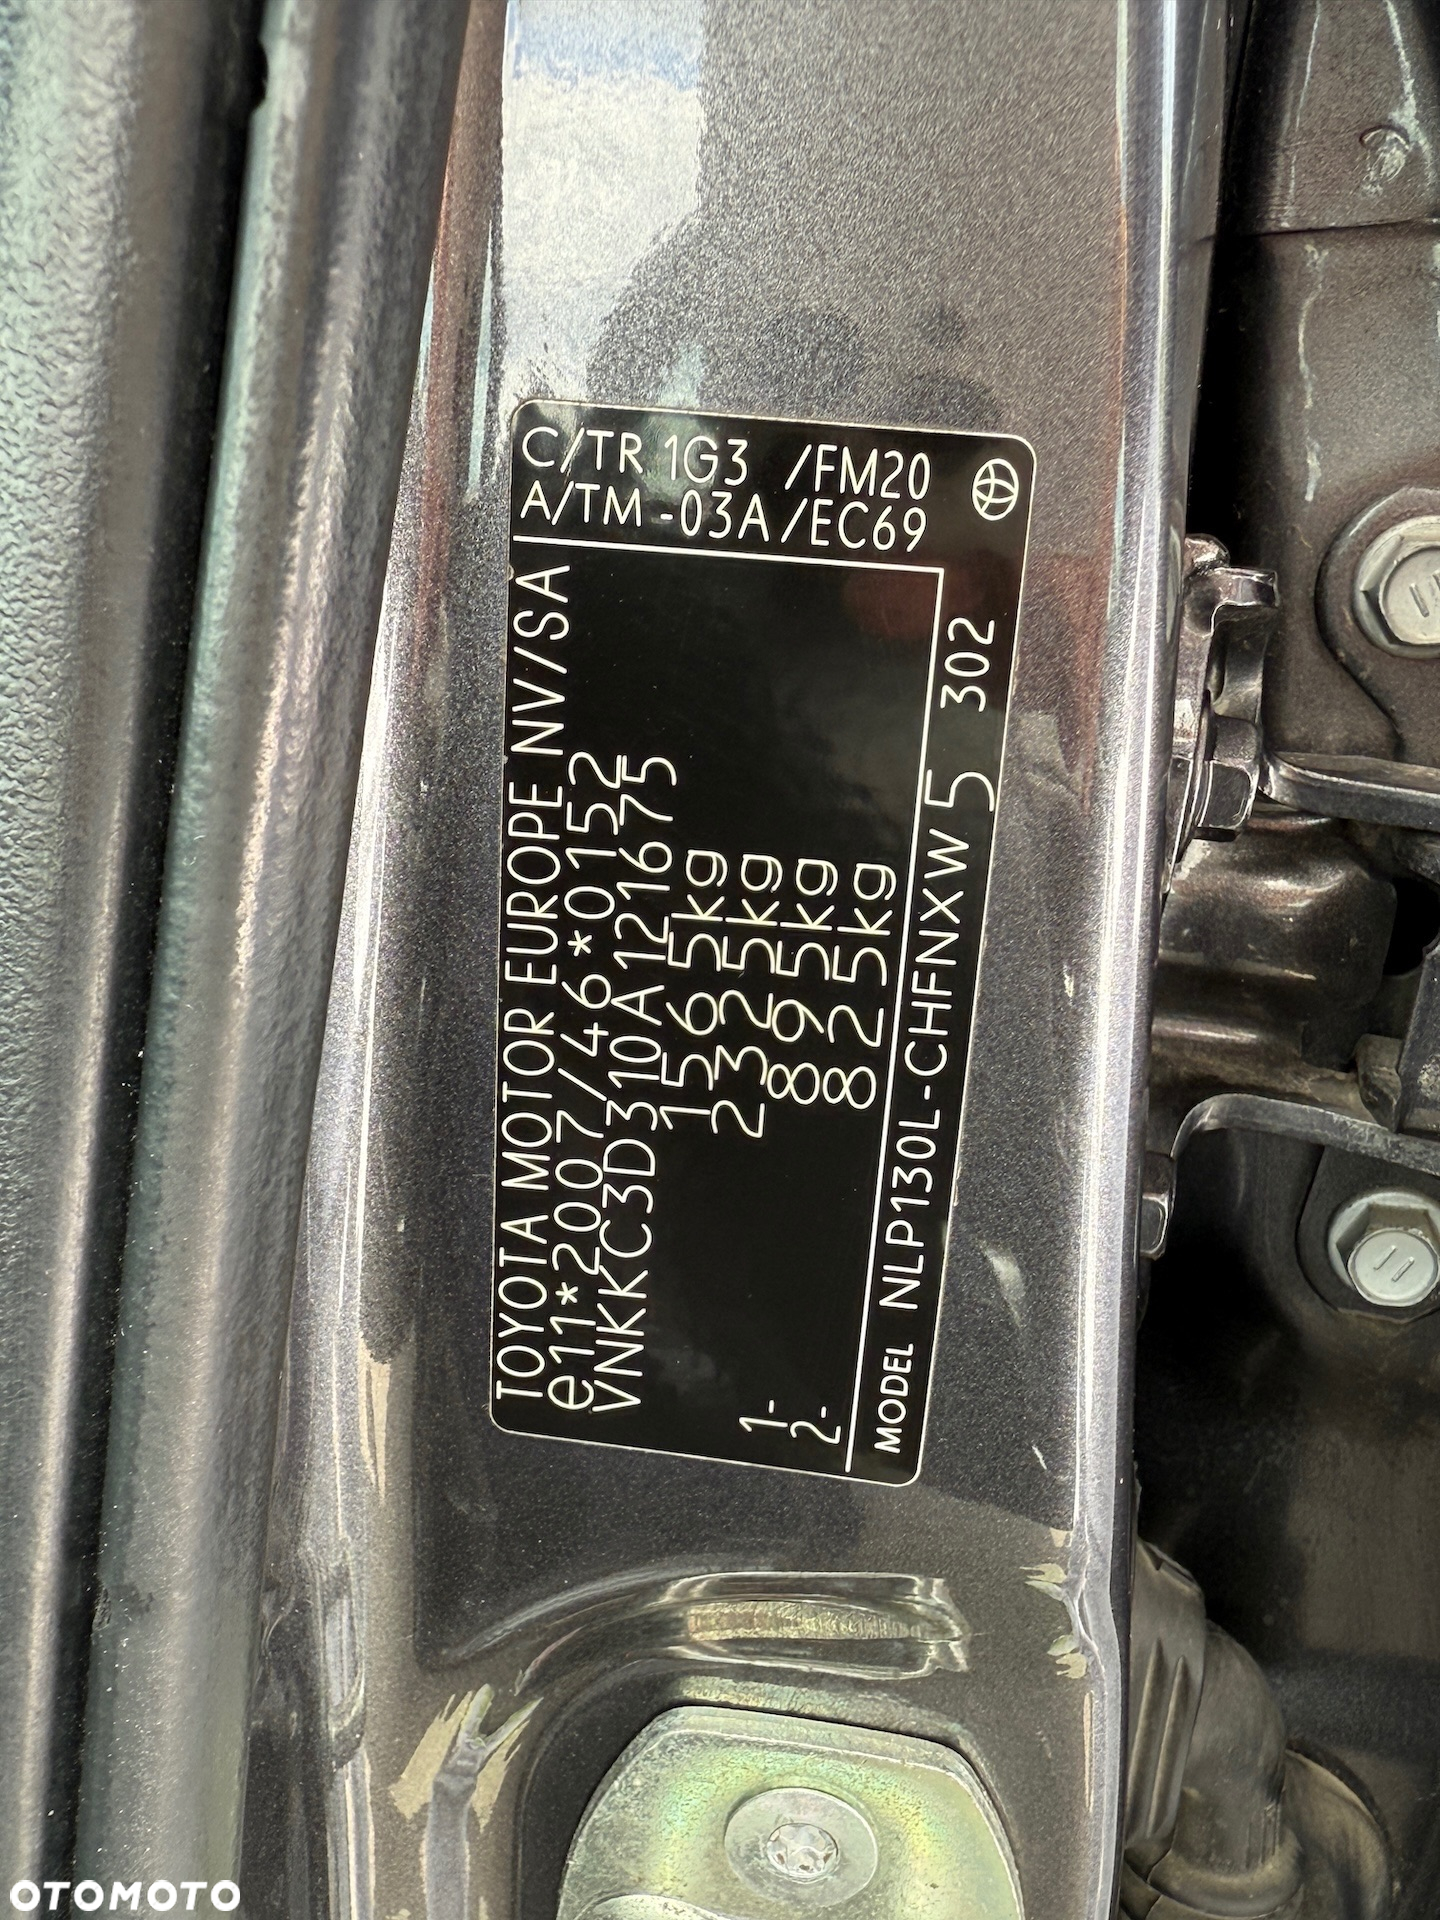 C/TR 1G3 /FM20
A/TM -03A/EC69
TOYOTA MOTOR EUROPE NV/SA
e11*2007/46*0152
VNKKC3D310A121675
1565kg
2325kg
1- 895kg
2- 825kg
MODEL NLP130L-CHFNXW 5 302
OTOMOTO